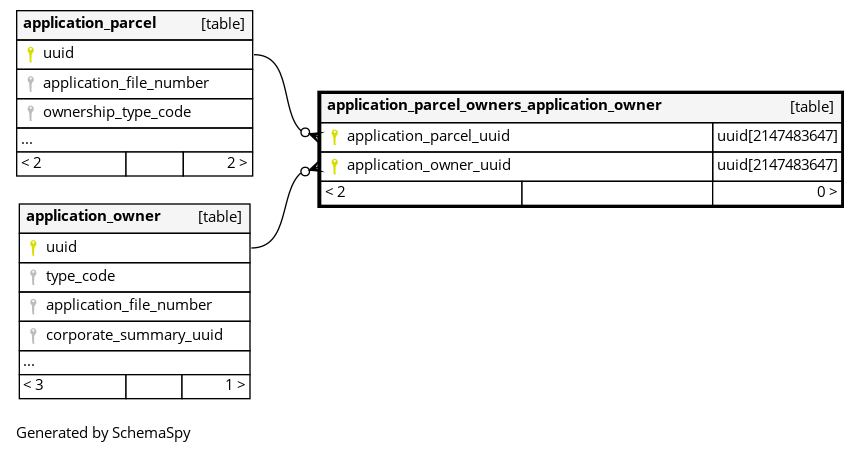 application_parcel [table]
uuid
application_file_number
ownership_type_code
...
< 2 2 >
application_parcel_owners_application_owner [table]
application_parcel_uuid uuid[2147483647]
application_owner_uuid uuid[2147483647]
< 2 0 >
application_owner [table]
uuid
type_code
application_file_number
corporate_summary_uuid
...
< 3 1 >
Generated by SchemaSpy